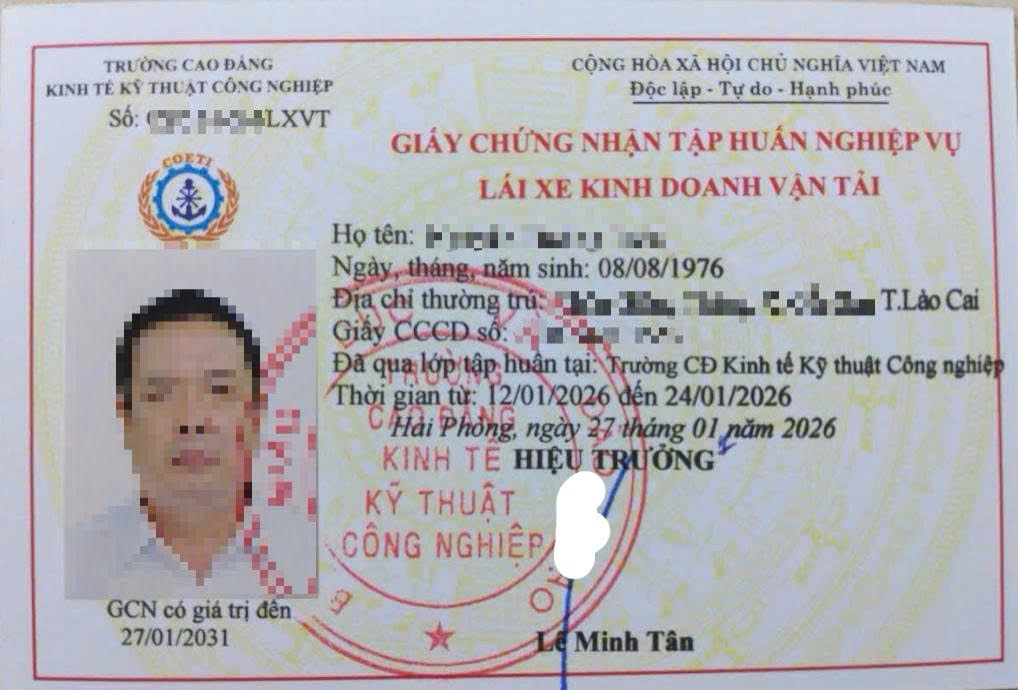 TRƯỜNG CAO ĐẲNG
KINH TẾ KỸ THUẬT CÔNG NGHIỆP
Số: LXVT
CỘNG HÒA XÃ HỘI CHỦ NGHĨA VIỆT NAM
Độc lập - Tự do - Hạnh phúc
GIẤY CHỨNG NHẬN TẬP HUẤN NGHIỆP VỤ
LÁI XE KINH DOANH VẬN TẢI
COETI
Họ tên:
Ngày, tháng, năm sinh: 08/08/1976
Địa chỉ thường trú: T.Lào Cai
Giấy CCCD số:
Đã qua lớp tập huấn tại: Trường CĐ Kinh tế Kỹ thuật Công nghiệp
Thời gian từ: 12/01/2026 đến 24/01/2026
Hải Phòng, ngày 27 tháng 01 năm 2026
HIỆU TRƯỞNG
TRƯỜNG
CAO ĐẲNG
KINH TẾ
KỸ THUẬT
CÔNG NGHIỆP
Lê Minh Tân
GCN có giá trị đến
27/01/2031